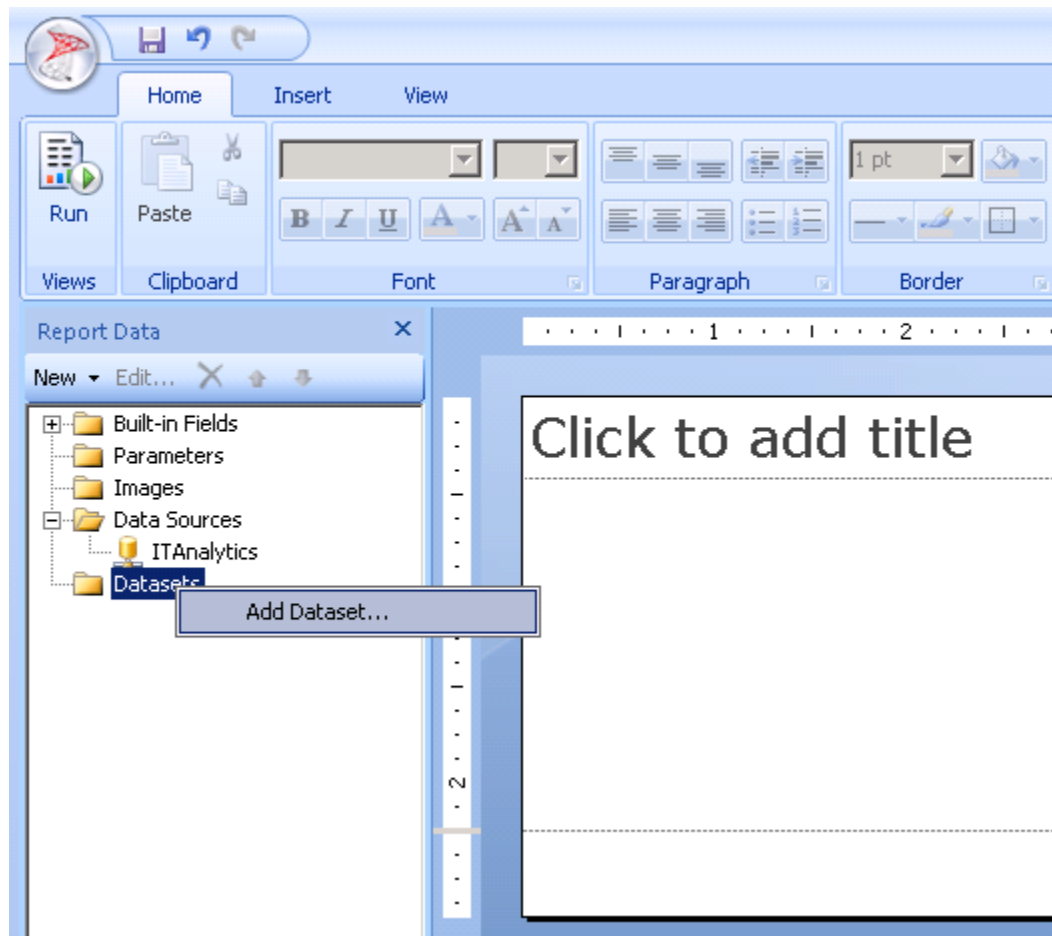 Home Insert View
1 pt
Run Paste
B I U A A A
Views Clipboard Font Paragraph Border
Report Data
1 2
New Edit...
Built-in Fields
Click to add title
Parameters
Images
Data Sources
ITAnalytics
Datasets
Add Dataset...
2